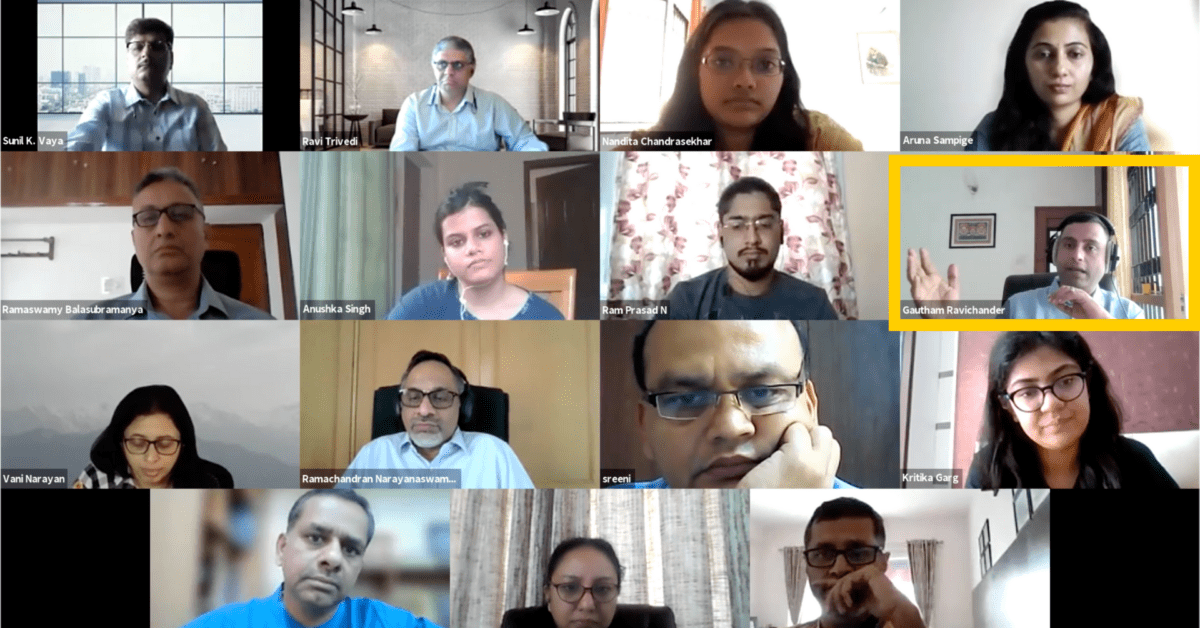 Sunil K. Vaya
Ravi Trivedi
Nandita Chandrasekhar
Aruna Sampige
Ramaswamy Balasubramanya
Anushka Singh
Ram Prasad N
Gautham Ravichander
Vani Narayan
Ramachandran Narayanaswam...
sreeni
Kritika Garg